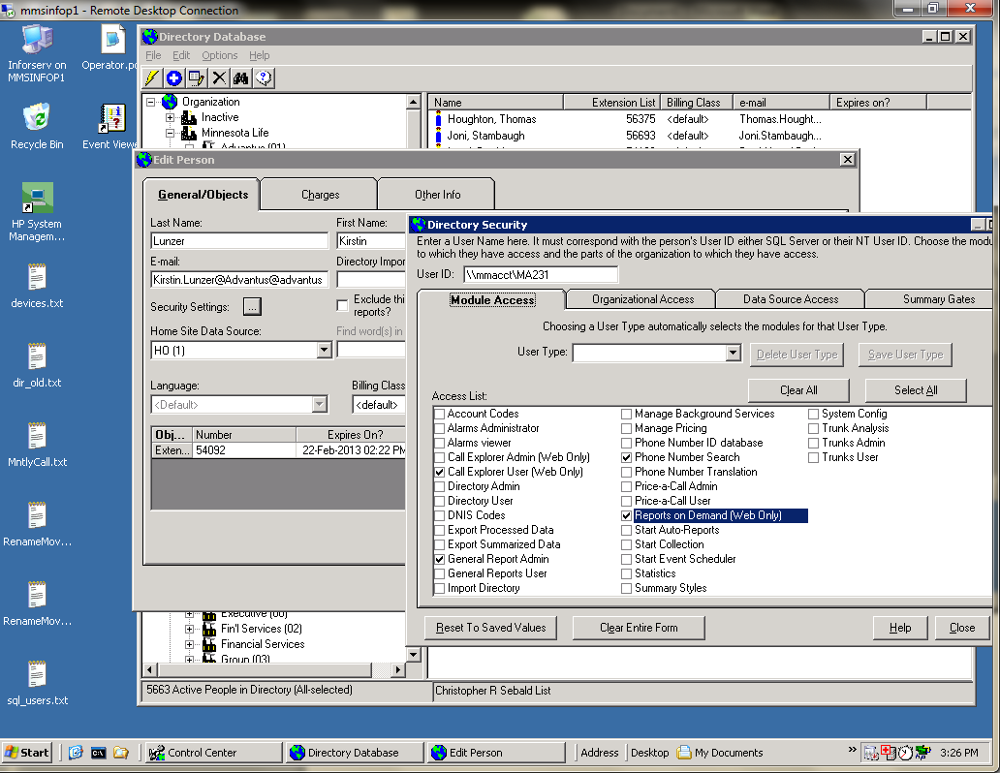 mmsinfop1 - Remote Desktop Connection
Inforserv on
MMSINFOP1
Operator.pc
Recycle Bin
Event Viewe
HP System
Managem...
devices.txt
dir_old.txt
MntlyCall.txt
RenameMov...
RenameMov...
sql_users.txt
Directory Database
File Edit Options Help
Organization
Inactive
Minnesota Life
Advantus (01)
Name Extension List Billing Class e-mail Expires on?
Houghton, Thomas 56375 <default> Thomas.Hought...
Joni, Stambaugh 56693 <default> Joni.Stambaugh...
Edit Person
General/Objects Charges Other Info
Last Name: First Name:
Lunzer Kirstin
E-mail: Directory Impor
Kirstin.Lunzer@Advantus@advantus
Security Settings: ... Exclude thi
reports?
Home Site Data Source: Find word(s) in
HO (1)
Language: Billing Class
<Default> <default>
Obj... Number Expires On?
Exten... 54092 22-Feb-2013 02:22 PM
Directory Security
Enter a User Name here. It must correspond with the person's User ID either SQL Server or their NT User ID. Choose the modu
to which they have access and the parts of the organization to which they have access.
User ID: \\mmacct\MA231
Module Access Organizational Access Data Source Access Summary Gates
Choosing a User Type automatically selects the modules for that User Type.
User Type: Delete User Type Save User Type
Clear All Select All
Access List:
Account Codes
Alarms Administrator
Alarms viewer
Call Explorer Admin (Web Only)
Call Explorer User (Web Only)
Directory Admin
Directory User
DNIS Codes
Export Processed Data
Export Summarized Data
General Report Admin
General Reports User
Import Directory
Manage Background Services
Manage Pricing
Phone Number ID database
Phone Number Search
Phone Number Translation
Price-a-Call Admin
Price-a-Call User
Reports on Demand (Web Only)
Start Auto-Reports
Start Collection
Start Event Scheduler
Statistics
Summary Styles
System Config
Trunk Analysis
Trunks Admin
Trunks User
Reset To Saved Values Clear Entire Form Help Close
Executive (00)
Fin'l Services (02)
Financial Services
Group (03)
5663 Active People in Directory (All-selected) Christopher R Sebald List
Start Control Center Directory Database Edit Person Address Desktop My Documents » 3:26 PM